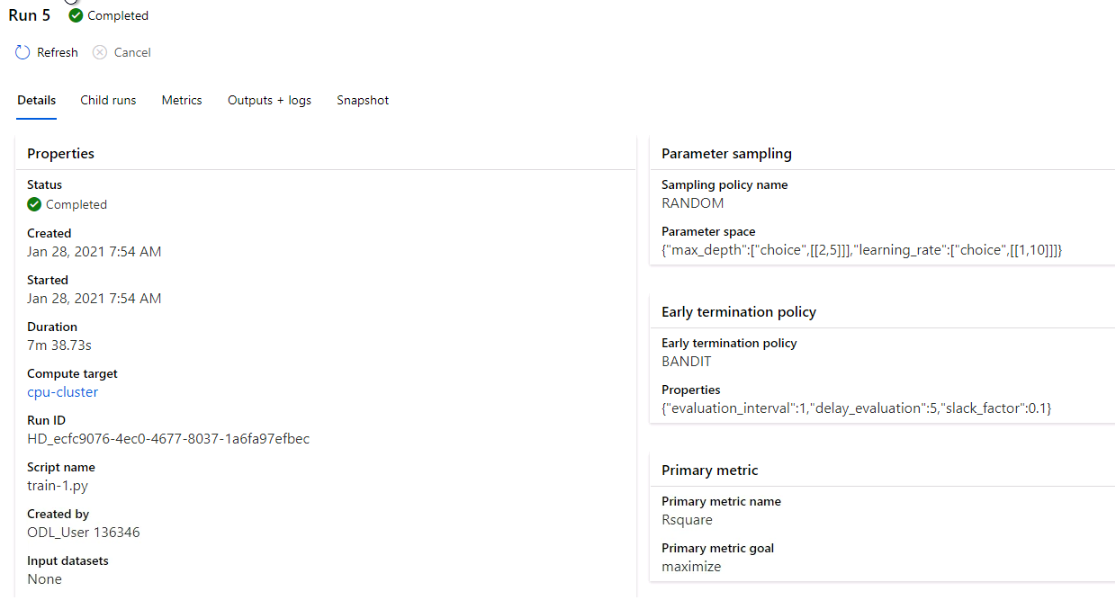 Run 5 Completed
Refresh Cancel
Details Child runs Metrics Outputs + logs Snapshot
Properties
Status
Completed
Created
Jan 28, 2021 7:54 AM
Started
Jan 28, 2021 7:54 AM
Duration
7m 38.73s
Compute target
cpu-cluster
Run ID
HD_ecfc9076-4ec0-4677-8037-1a6fa97efbec
Script name
train-1.py
Created by
ODL_User 136346
Input datasets
None
Parameter sampling
Sampling policy name
RANDOM
Parameter space
{"max_depth":["choice",[[2,5]]],"learning_rate":["choice",[[1,10]]]}
Early termination policy
Early termination policy
BANDIT
Properties
{"evaluation_interval":1,"delay_evaluation":5,"slack_factor":0.1}
Primary metric
Primary metric name
Rsquare
Primary metric goal
maximize